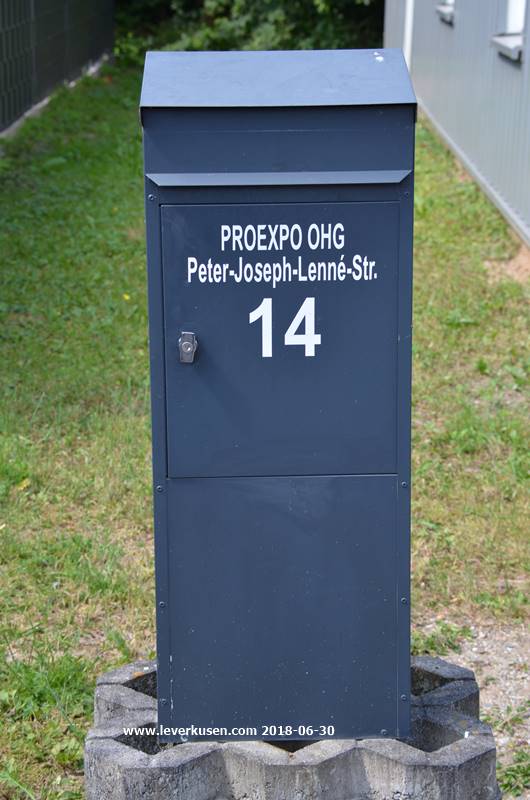 PROEXPO OHG
Peter-Joseph-Lenné-Str.
14
www.leverkusen.com 2018-06-30